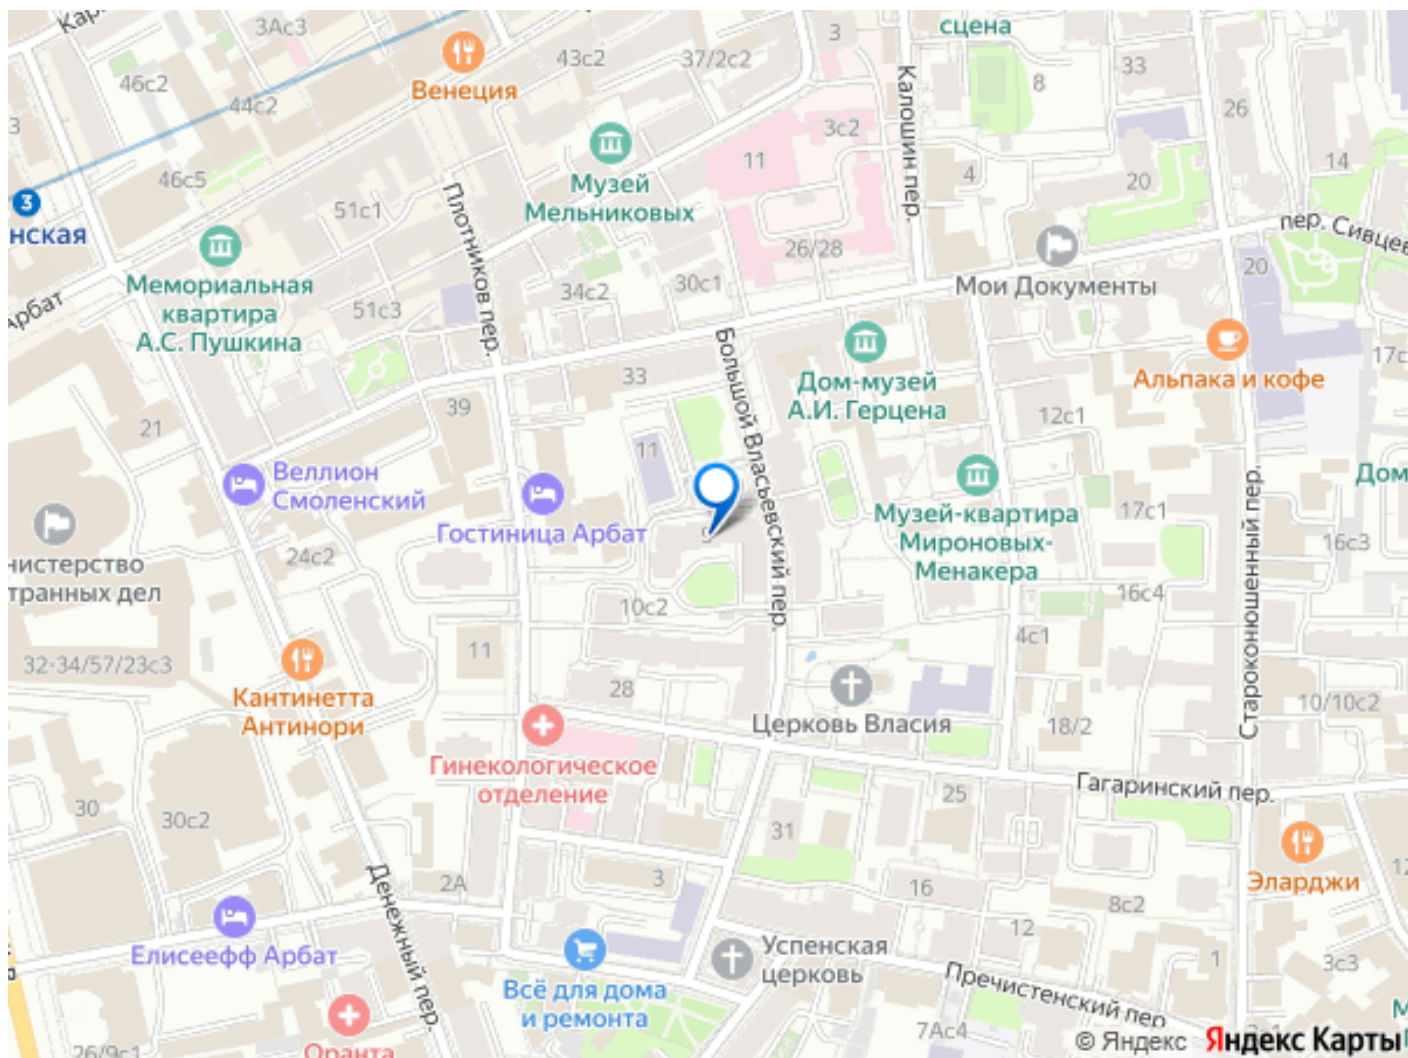 3Ас3
сцена
Венеция
43с2
37/2с2
3
33
46с2
44с2
8
26
3с2
Калошин пер.
11
14
46с5
Музей
Мельниковых
4
20
3
нская
51с1
Плотников пер.
26/28
пер. Сивцев
Мемориальная
квартира
А.С. Пушкина
34с2
30с1
Мои Документы
20
51с3
Арбат
Большой Власьевский пер.
Дом-музей
А.И. Герцена
Альпака и кофе
17с
33
39
12с1
21
11
Веллион
Смоленский
Гостиница Арбат
Музей-квартира
Мироновых-
Менакера
17с1
Староконюшенный пер.
Дом
16с3
нистерство
транных дел
24с2
10с2
16с4
4с1
11
32-34/57/23с3
Кантинетта
Антинори
28
Церковь Власия
18/2
10/10с2
Гинекологическое
отделение
Гагаринский пер.
30
30с2
25
31
Эларджи
12
Денежный пер.
2А
3
16
8с2
12
Елисеефф Арбат
Успенская
церковь
1
3с3
Всё для дома
и ремонта
Пречистенский пер.
7Ас4
26/9с1
Оранта
© Яндекс Яндекс Карты